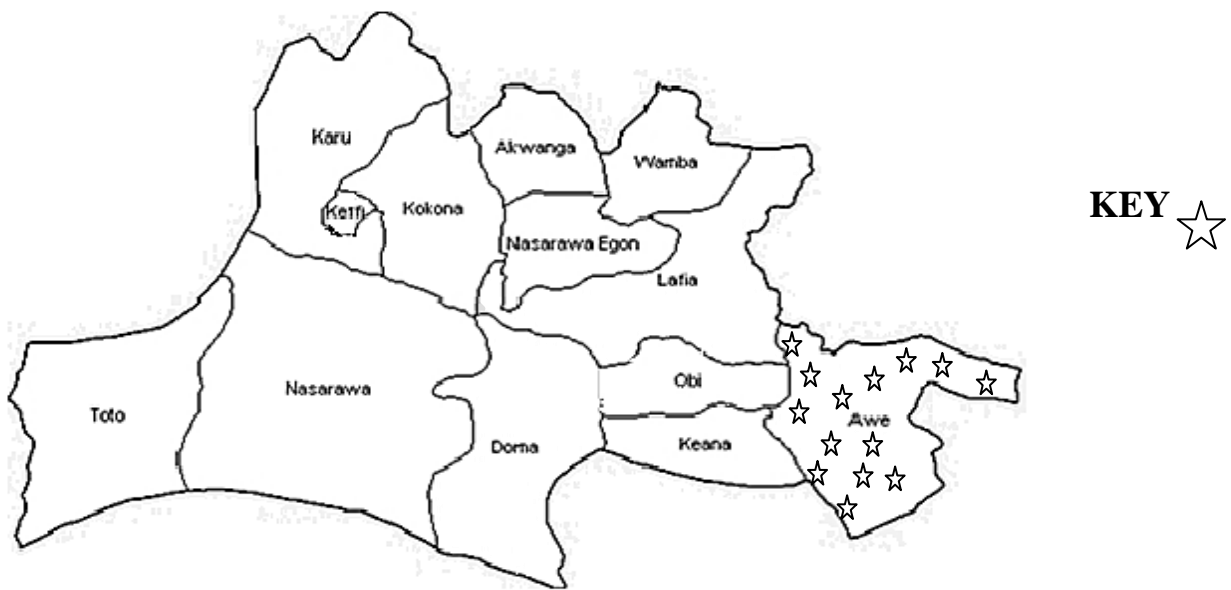 Karu
Akwanga
Wamba
KEY
Keffi
Kokona
Nasarawa Egon
Lafia
Nasarawa
Obi
Toto
Awe
Doma
Keana